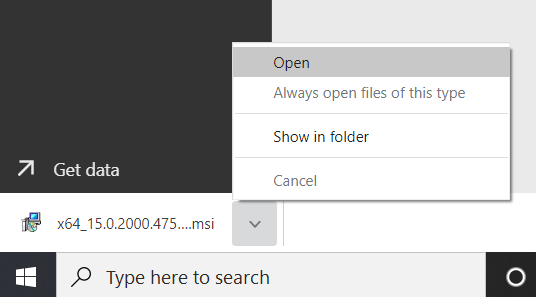 Open
Always open files of this type
Show in folder
Cancel
Get data
x64_15.0.2000.475....msi
Type here to search